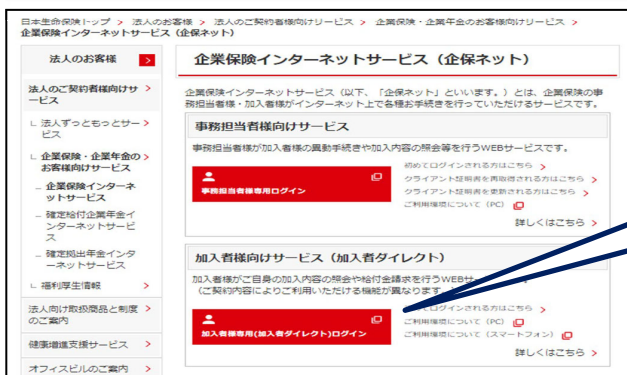 日本生命保険トップ > 法人のお客様 > 法人のご契約者様向けサービス > 企業保険・企業年金のお客様向けサービス >
企業保険インターネットサービス（企保ネット）
法人のお客様
法人のご契約者様向けサ
ービス
法人ずっともっとサー
ビス
企業保険・企業年金の
お客様向けサービス
企業保険インターネ
ットサービス
確定給付企業年金イ
ンターネットサービ
ス
確定拠出年金インタ
ーネットサービス
福利厚生情報
法人向け取扱商品と制度
のご案内
健康増進支援サービス
オフィスビルのご案内
企業保険インターネットサービス（企保ネット）
企業保険インターネットサービス（以下、「企保ネット」といいます。）とは、企業保険の事
務担当者様・加入者様がインターネット上で各種お手続きを行っていただけるサービスです。
事務担当者様向けサービス
事務担当者様が加入者様の異動手続きや加入内容の照会等を行うWEBサービスです。
事務担当者様専用ログイン
初めてログインされる方はこちら
クライアント証明書を再取得される方はこちら
クライアント証明書を更新される方はこちら
ご利用環境について（PC）
詳しくはこちら
加入者様向けサービス（加入者ダイレクト）
加入者様がご自身の加入内容の照会や給付金請求を行うWEBサ
（ご契約内容によりご利用いただける機能が異なります
加入者様専用(加入者ダイレクト)ログイン
てログインされる方はこちら
ご利用環境について（PC）
ご利用環境について（スマートフォン）
詳しくはこちら